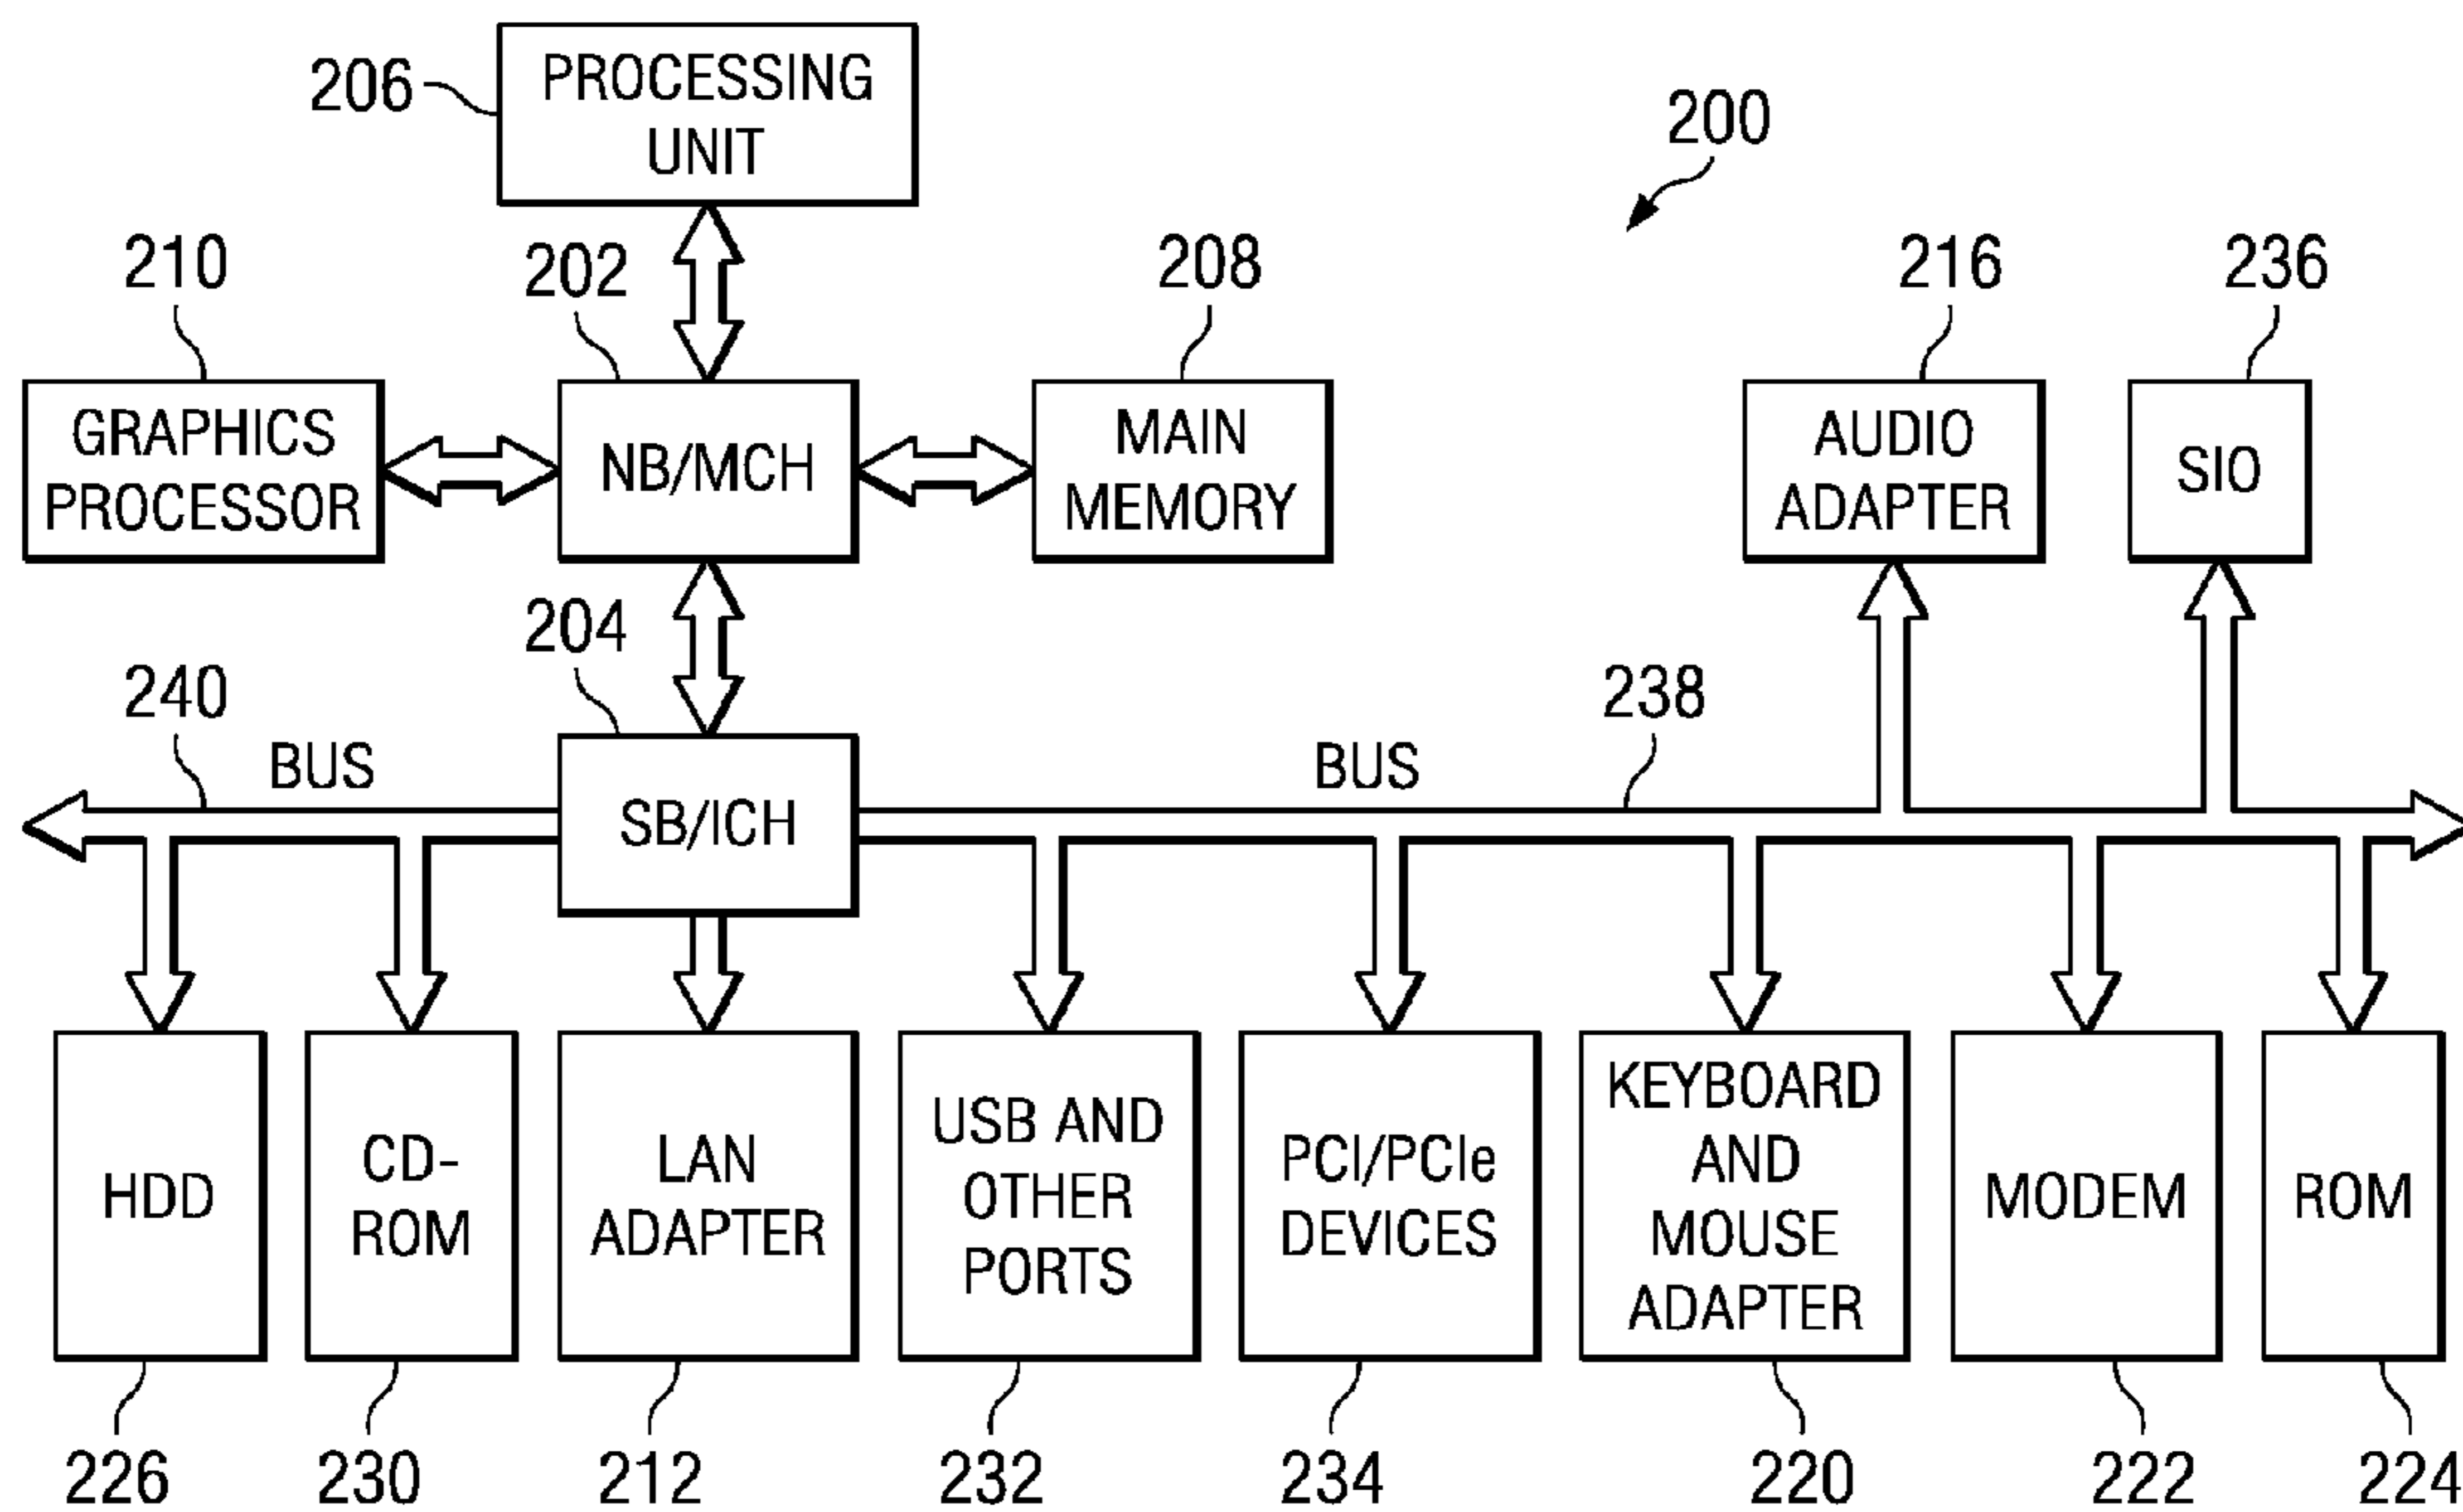 PROCESSING
UNIT
206
200
210
202
208
216
236
GRAPHICS
PROCESSOR
NB/MCH
MAIN
MEMORY
AUDIO
ADAPTER
SIO
204
240
238
BUS
BUS
SB/ICH
HDD
CD-
ROM
LAN
ADAPTER
USB AND
OTHER
PORTS
PCI/PCIe
DEVICES
KEYBOARD
AND
MOUSE
ADAPTER
MODEM
ROM
226
230
212
232
234
220
222
224